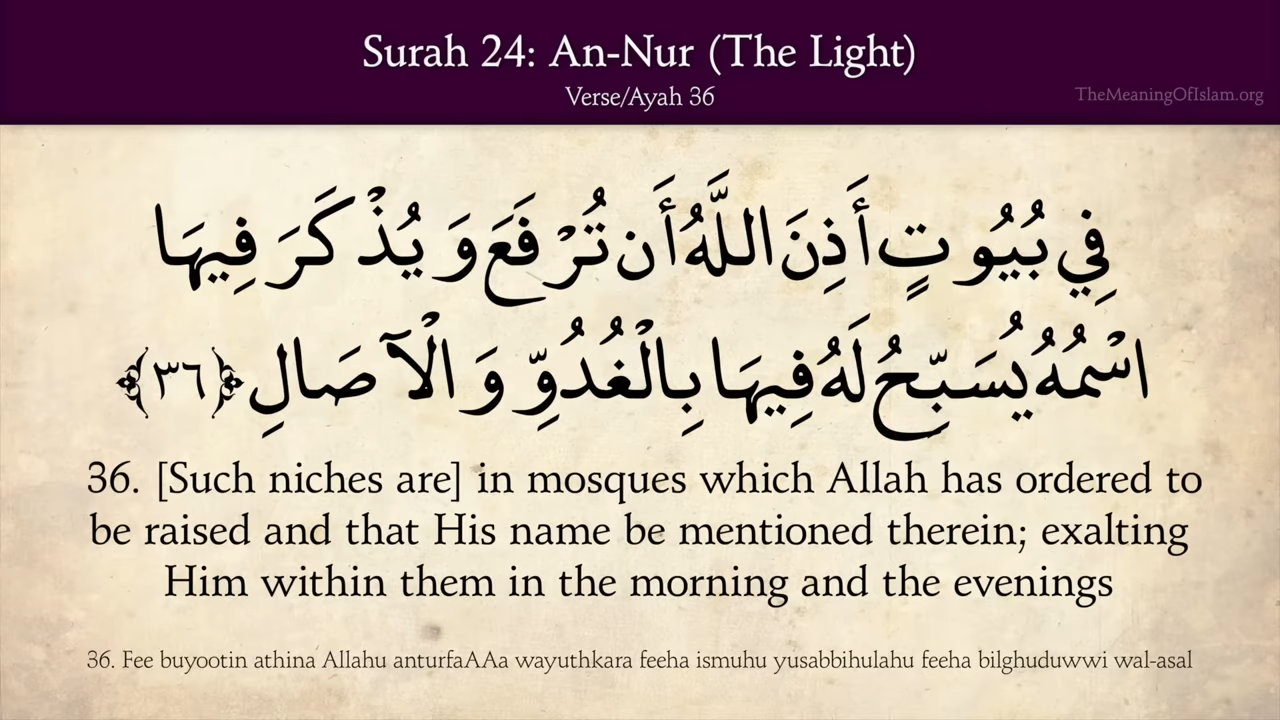 Surah 24: An-Nur (The Light)
Verse/Ayah 36
TheMeaningOfIslam.org
فِي بُيُوتٍ أَذِنَ اللَّهُ أَن تُرْفَعَ وَيُذْكَرَ فِيهَا
اسْمُهُ يُسَبِّحُ لَهُ فِيهَا بِالْغُدُوِّ وَالْآصَالِ ﴿٣٦﴾
36. [Such niches are] in mosques which Allah has ordered to
be raised and that His name be mentioned therein; exalting
Him within them in the morning and the evenings
36. Fee buyootin athina Allahu anturfaAAa wayuthkara feeha ismuhu yusabbihulahu feeha bilghuduwwi wal-asal